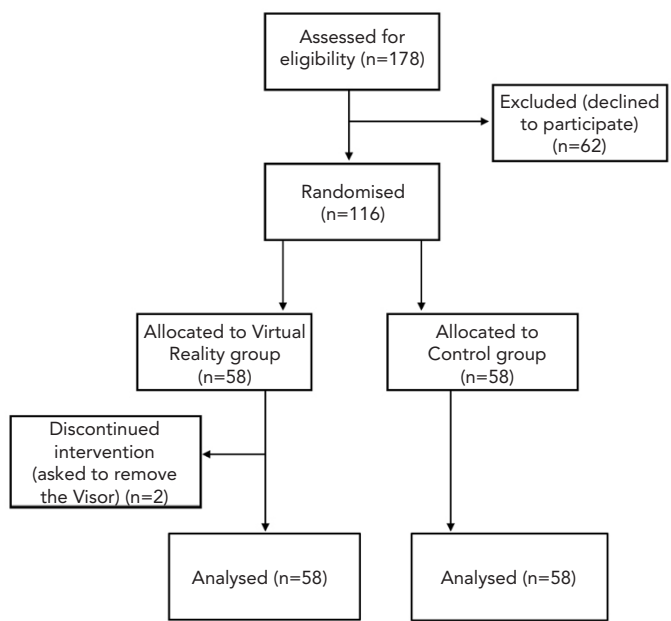 Assessed for
eligibility (n=178)
Excluded (declined
to participate)
(n=62)
Randomised
(n=116)
Allocated to Virtual
Reality group
(n=58)
Allocated to
Control group
(n=58)
Discontinued
intervention
(asked to remove
the Visor) (n=2)
Analysed (n=58)
Analysed (n=58)